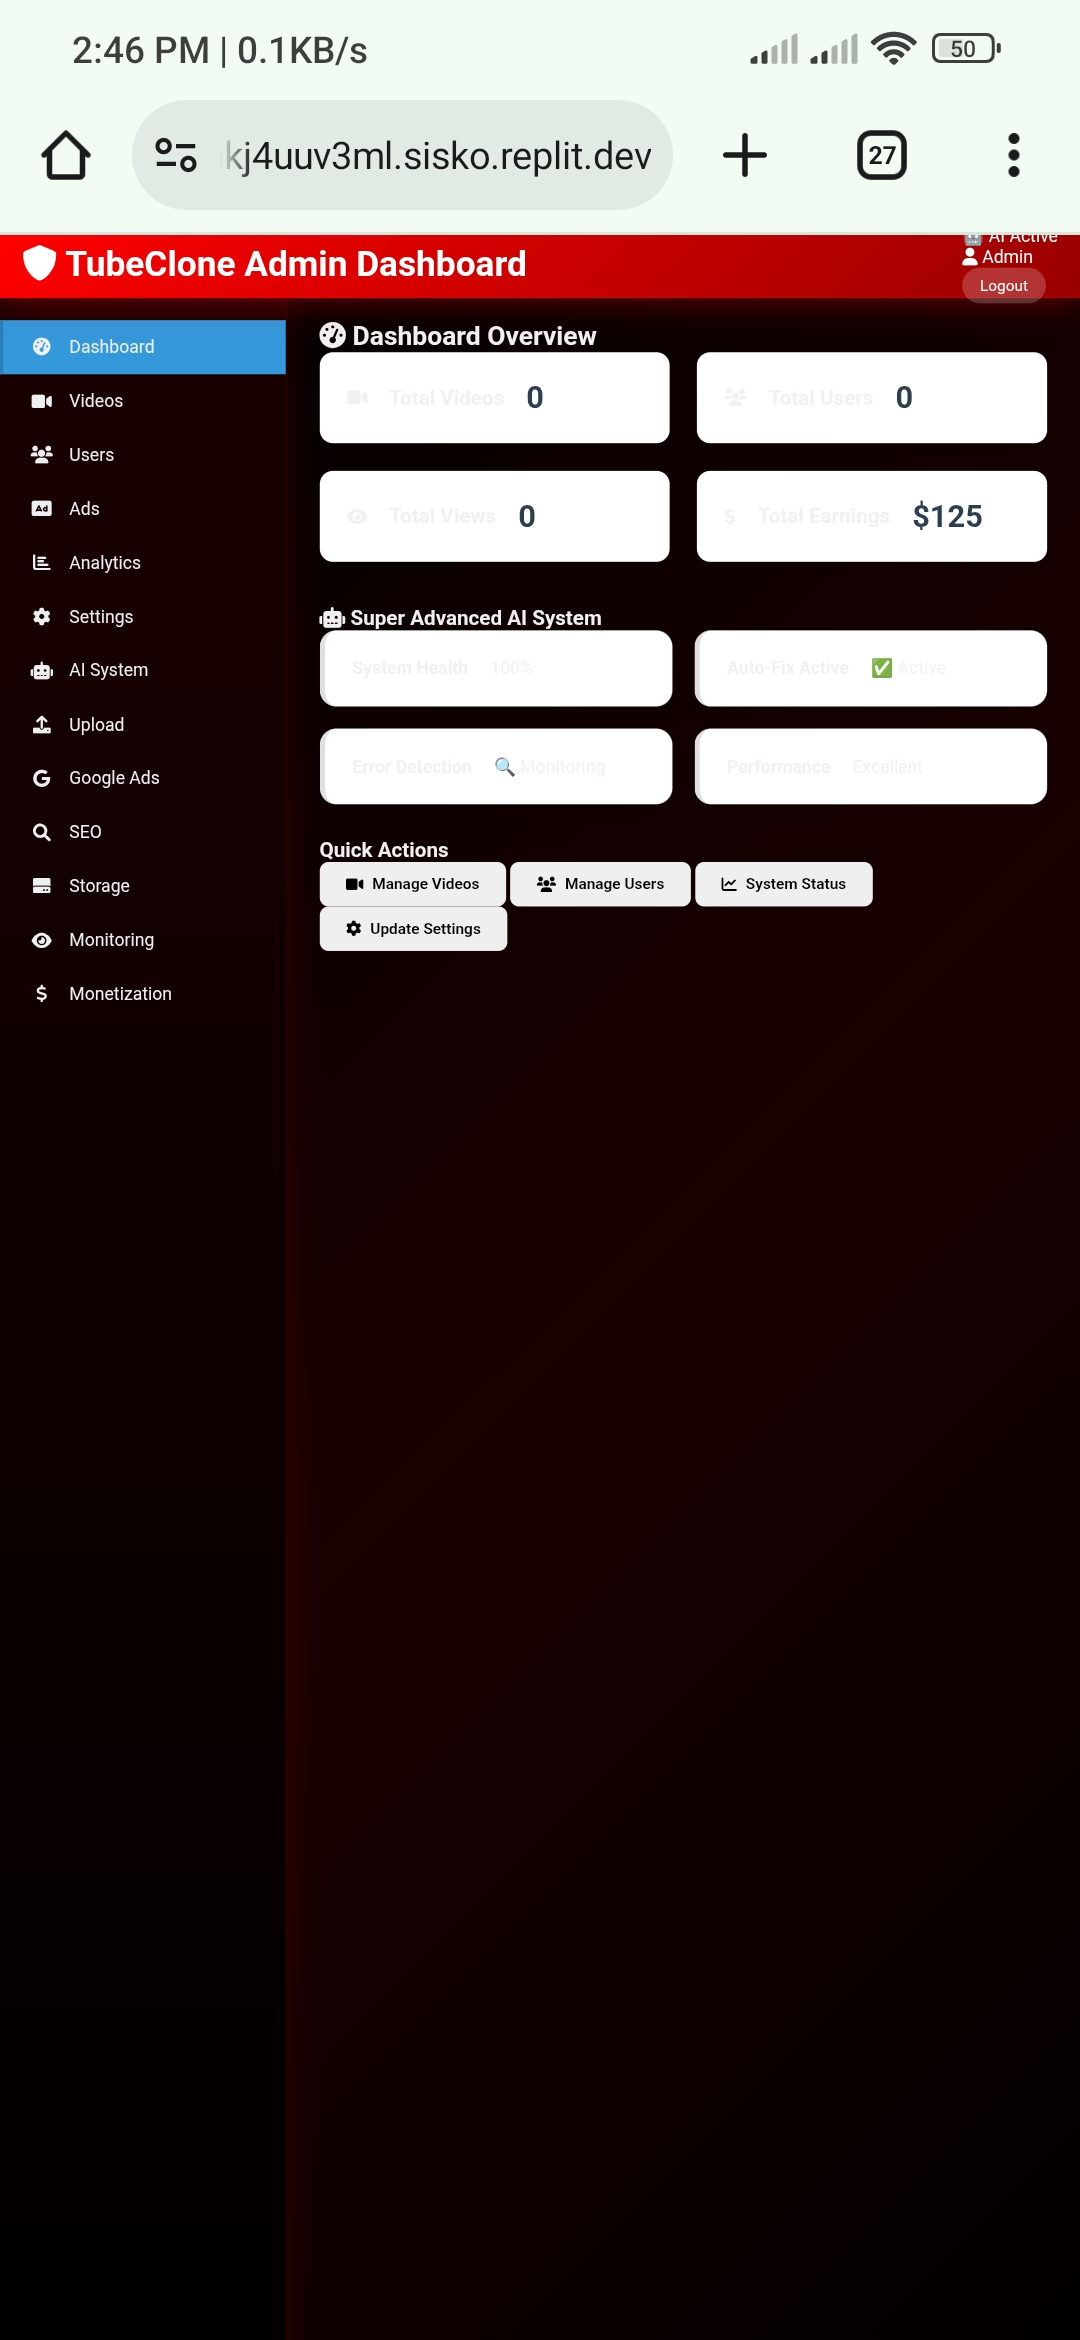 2:46 PM | 0.1KB/s
50
kj4uuv3ml.sisko.replit.dev
27
TubeClone Admin Dashboard
AI Active
Admin
Logout
Dashboard
Videos
Users
Ads
Analytics
Settings
AI System
Upload
Google Ads
SEO
Storage
Monitoring
Monetization
Dashboard Overview
Total Videos 0
Total Users 0
Total Views 0
$ Total Earnings $125
Super Advanced AI System
System Health 100%
Auto-Fix Active ✅ Active
Error Detection 🔍 Monitoring
Performance Excellent
Quick Actions
Manage Videos
Manage Users
System Status
Update Settings